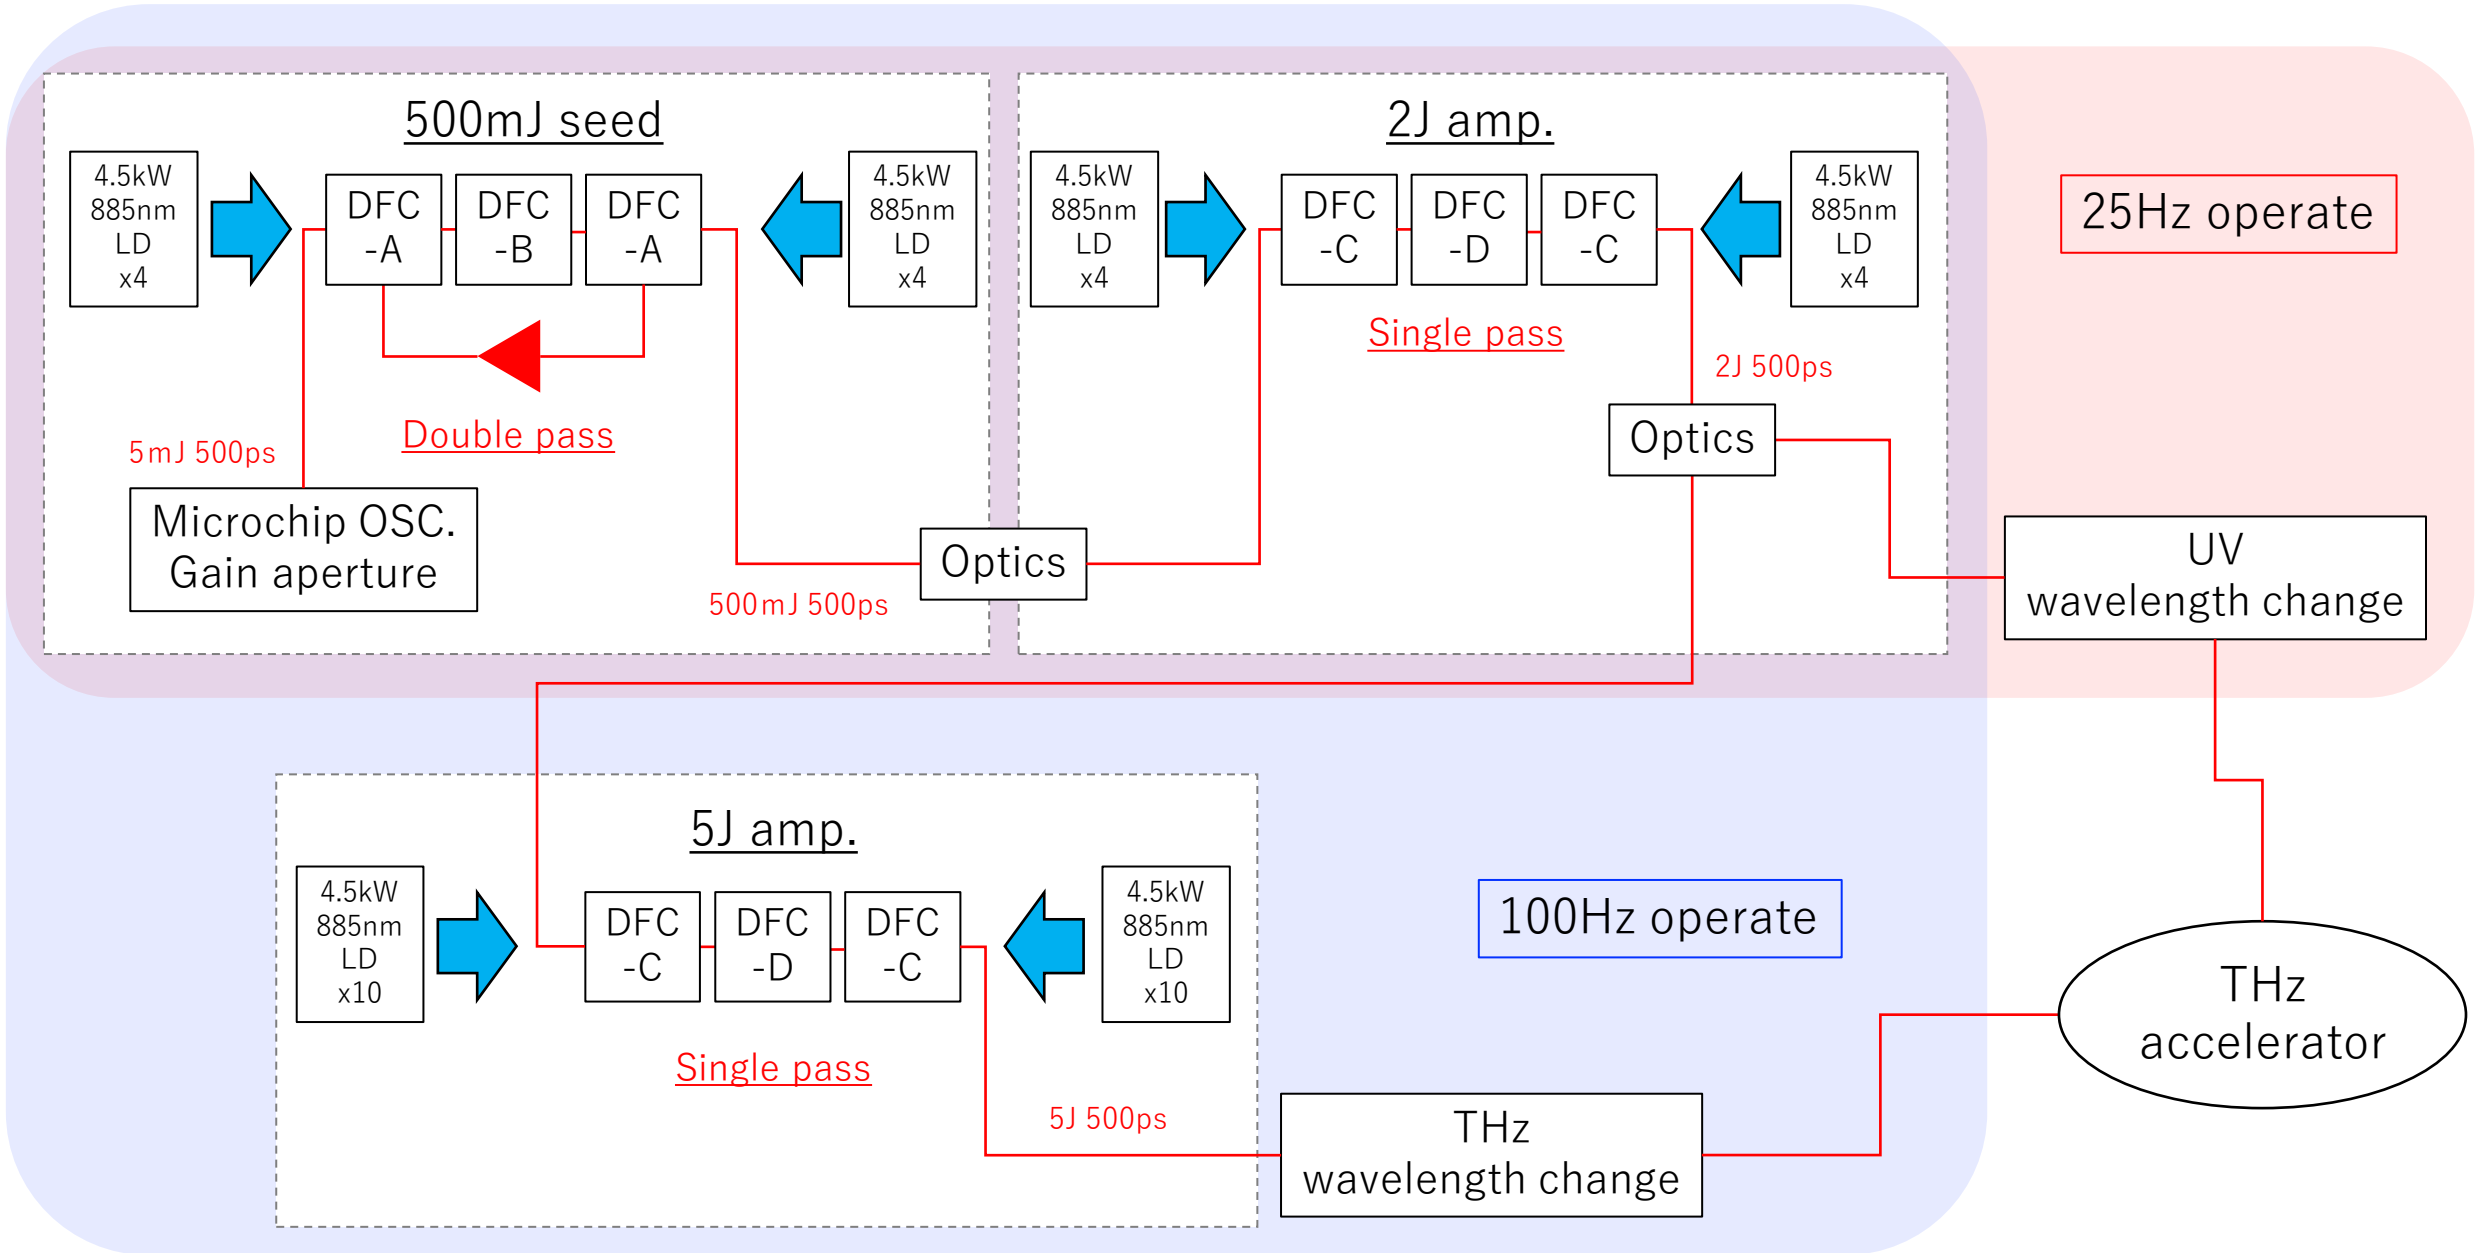 500mJ seed
4.5kW
885nm
LD
x4
DFC
-A
DFC
-B
DFC
-A
4.5kW
885nm
LD
x4
Double pass
5mJ 500ps
Microchip OSC.
Gain aperture
500mJ 500ps
Optics
2J amp.
4.5kW
885nm
LD
x4
DFC
-C
DFC
-D
DFC
-C
4.5kW
885nm
LD
x4
Single pass
2J 500ps
Optics
25Hz operate
UV
wavelength change
5J amp.
4.5kW
885nm
LD
x10
DFC
-C
DFC
-D
DFC
-C
4.5kW
885nm
LD
x10
Single pass
5J 500ps
100Hz operate
THz
wavelength change
THz
accelerator